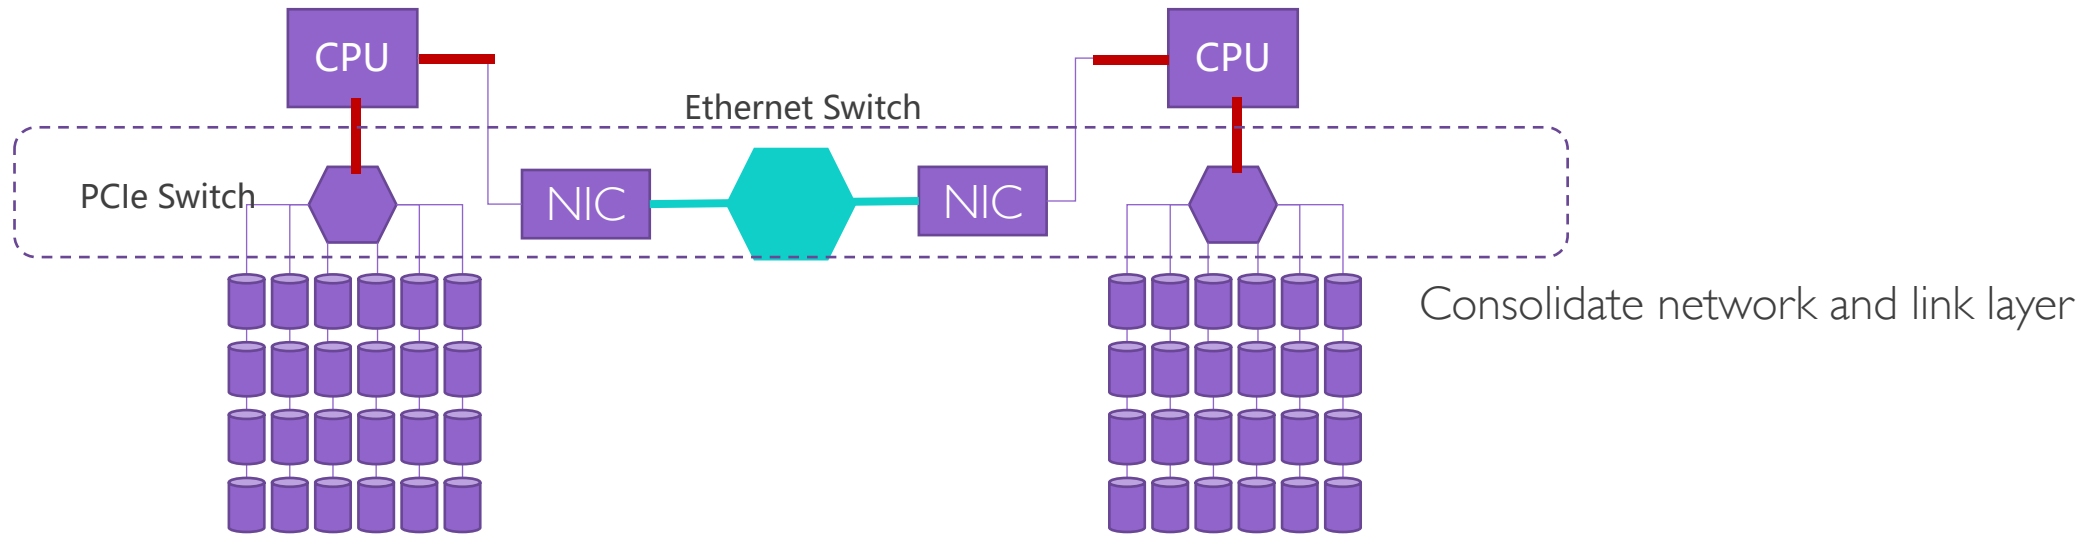 CPU
CPU
Ethernet Switch
PCIe Switch
NIC
NIC
Consolidate network and link layer